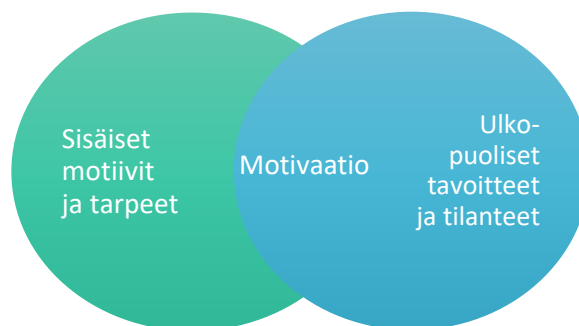 Sisäiset
motiivit
ja tarpeet
Motivaatio
Ulko-
puoliset
tavoitteet
ja tilanteet